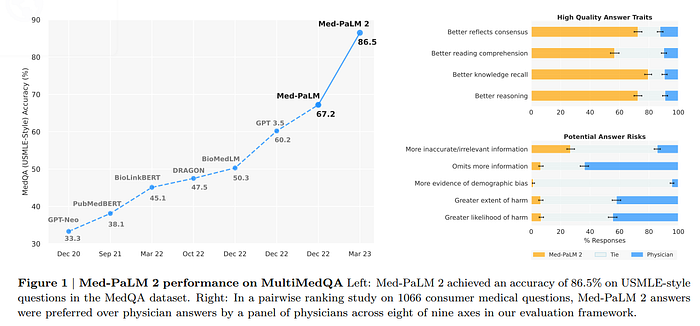 MedQA (USMLE-Style) Accuracy (%)
90
80
70
60
50
40
30
GPT-Neo
33.3
PubMedBERT
38.1
BioLinkBERT
45.1
DRAGON
47.5
BioMedLM
50.3
GPT 3.5
60.2
Med-PaLM
67.2
Med-PaLM 2
86.5
Dec 20
Sep 21
Mar 22
Oct 22
Dec 22
Dec 22
Dec 22
Mar 23
High Quality Answer Traits
Better reflects consensus
Better reading comprehension
Better knowledge recall
Better reasoning
0 20 40 60 80 100
Potential Answer Risks
More inaccurate/irrelevant information
Omits more information
More evidence of demographic bias
Greater extent of harm
Greater likelihood of harm
0 20 40 60 80 100
% Responses
Med-PaLM 2 Tie Physician
Figure 1 | Med-PaLM 2 performance on MultiMedQA Left: Med-PaLM 2 achieved an accuracy of 86.5% on USMLE-style
questions in the MedQA dataset. Right: In a pairwise ranking study on 1066 consumer medical questions, Med-PaLM 2 answers
were preferred over physician answers by a panel of physicians across eight of nine axes in our evaluation framework.